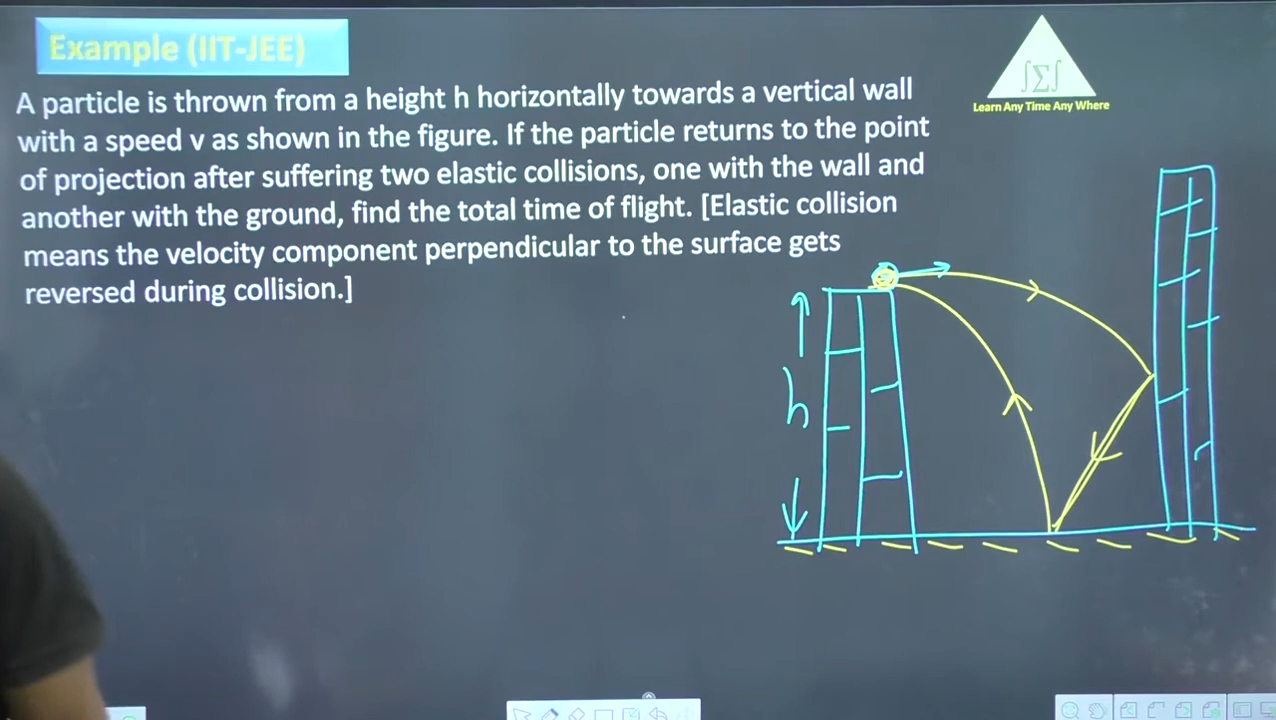 Example (IIT-JEE)
A particle is thrown from a height h horizontally towards a vertical wall
with a speed v as shown in the figure. If the particle returns to the point
of projection after suffering two elastic collisions, one with the wall and
another with the ground, find the total time of flight. [Elastic collision
means the velocity component perpendicular to the surface gets
reversed during collision.]
∫∑∫
Learn Any Time Any Where
h